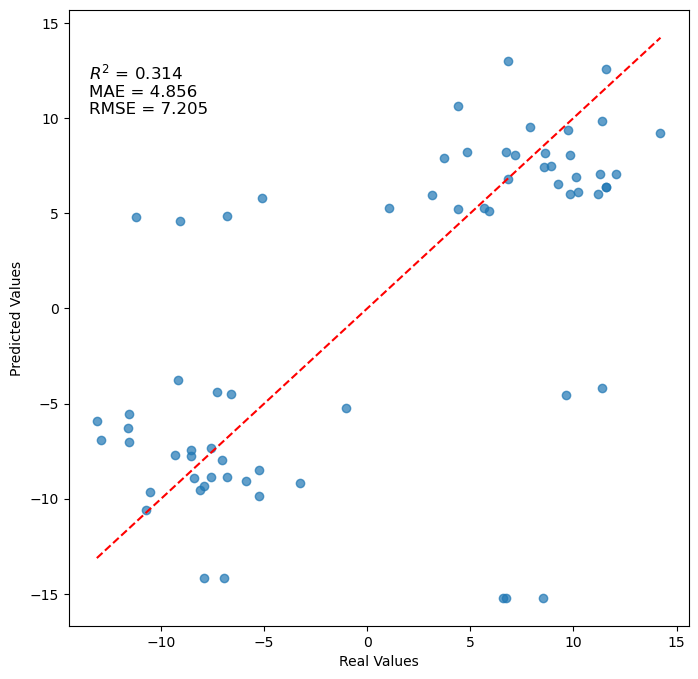 R² = 0.314
MAE = 4.856
RMSE = 7.205
15
10
5
0
−5
−10
−15
Predicted Values
−10 −5 0 5 10 15
Real Values